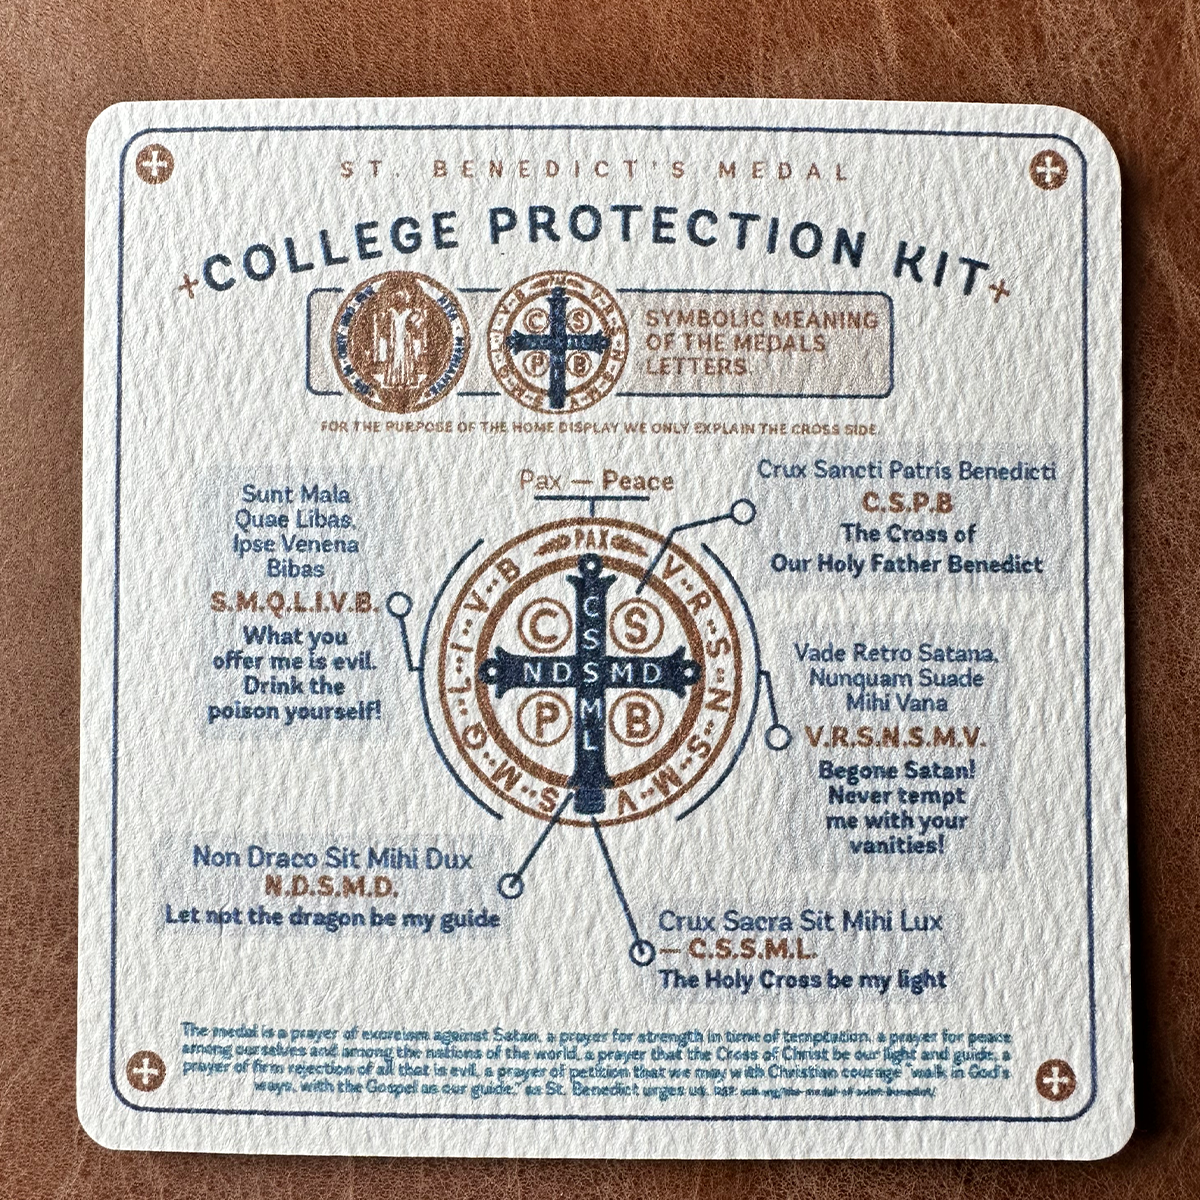 ST. BENEDICT'S MEDAL
COLLEGE PROTECTION KIT
SYMBOLIC MEANING
OF THE MEDALS
LETTERS.
FOR THE PURPOSE OF THE HOME DISPLAY WE ONLY EXPLAIN THE CROSS SIDE.
Pax — Peace
Crux Sancti Patris Benedicti
C.S.P.B
The Cross of
Our Holy Father Benedict
Sunt Mala
Quae Libas,
Ipse Venena
Bibas
S.M.Q.L.I.V.B.
What you
offer me is evil.
Drink the
poison yourself!
PAX
V·R·S··N··S·M·V
S··M··Q··L··I··V··B
C S
P B
C
S
NDSMD
M
L
Vade Retro Satana,
Nunquam Suade
Mihi Vana
V.R.S.N.S.M.V.
Begone Satan!
Never tempt
me with your
vanities!
Non Draco Sit Mihi Dux
N.D.S.M.D.
Let not the dragon be my guide
Crux Sacra Sit Mihi Lux
— C.S.S.M.L.
The Holy Cross be my light
The medal is a prayer of exorcism against Satan, a prayer for strength in time of temptation, a prayer for peace
among ourselves and among the nations of the world, a prayer that the Cross of Christ be our light and guide, a
prayer of firm rejection of all that is evil, a prayer of petition that we may with Christian courage "walk in God's
ways, with the Gospel as our guide," as St. Benedict urges us.